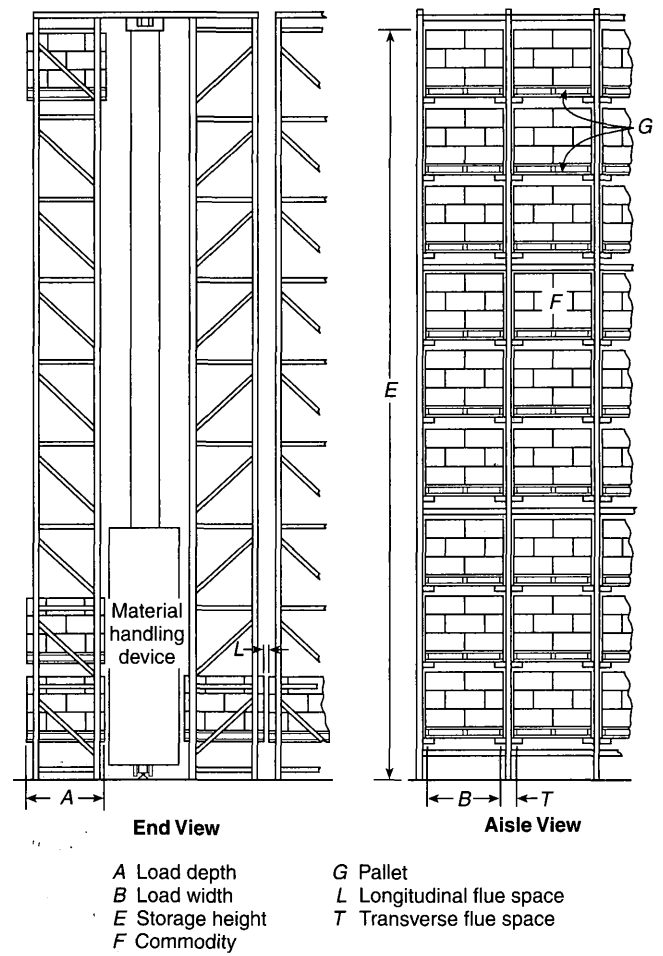 G
F
E
Material
handling
device
L
A
B
T
End View
Aisle View
A Load depth
B Load width
E Storage height
F Commodity
G Pallet
L Longitudinal flue space
T Transverse flue space